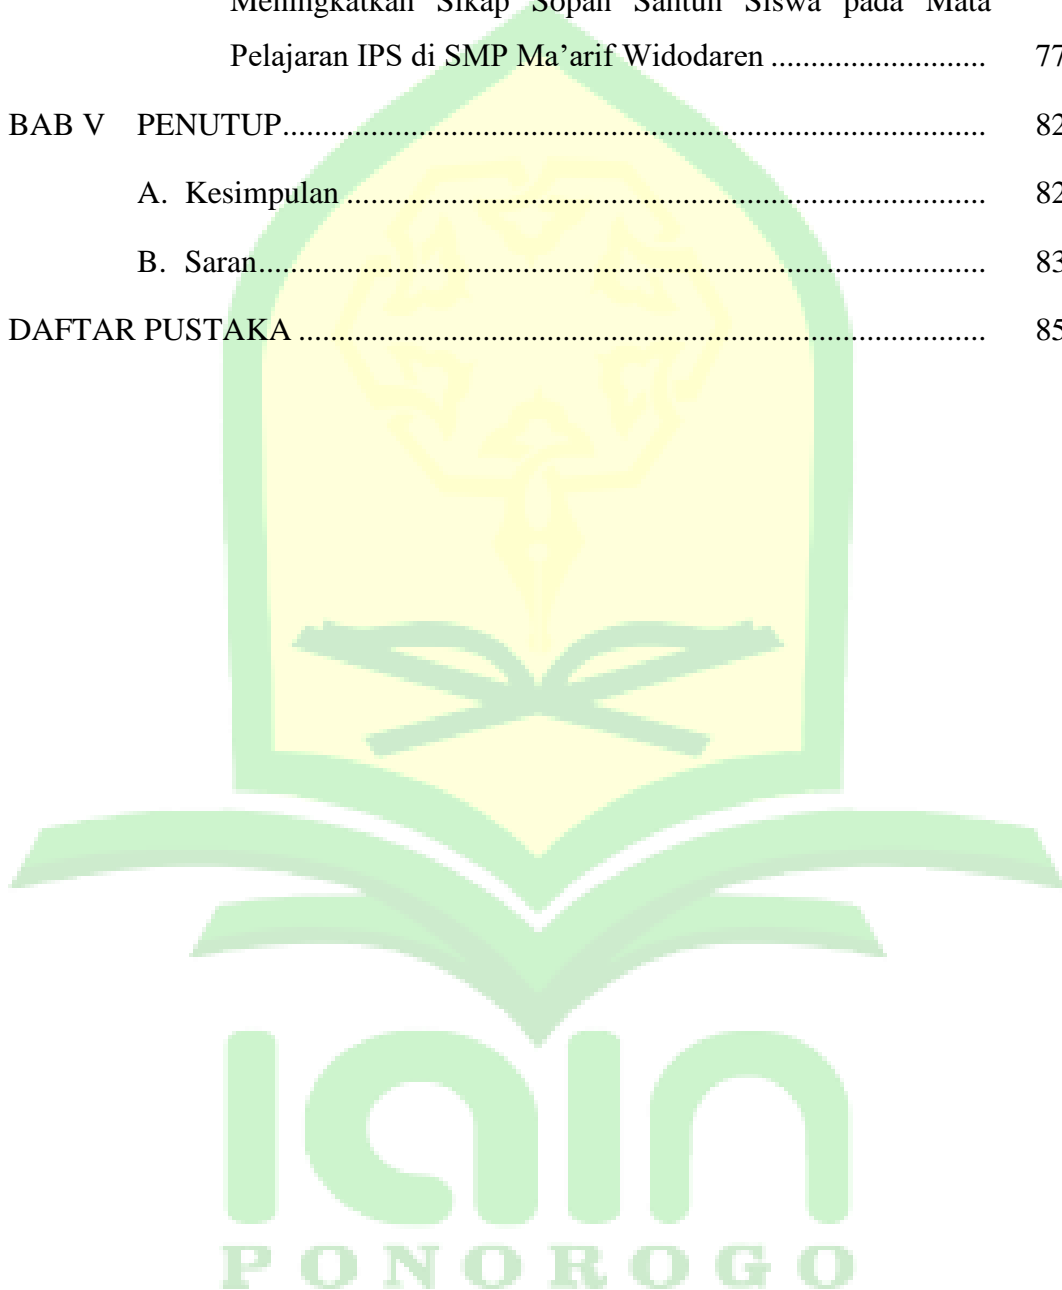 Meningkatkan Sikap Sopan Santun Siswa pada Mata
Pelajaran IPS di SMP Ma’arif Widodaren ......................... 77
BAB V PENUTUP.................................................................................. 82
A. Kesimpulan .......................................................................... 82
B. Saran..................................................................................... 83
DAFTAR PUSTAKA ................................................................................ 85
IAIN
PONOROGO